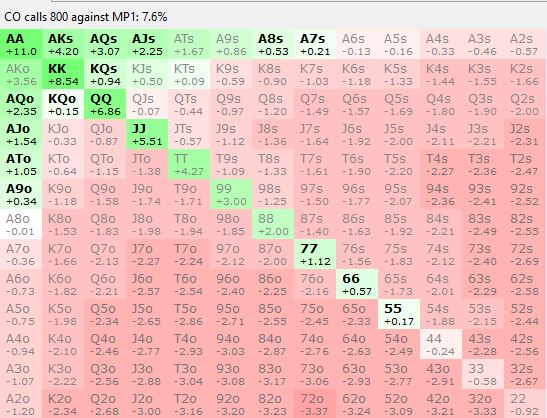 CO calls 800 against MP1: 7.6%
AA AKs AQs AJs ATs A9s A8s A7s A6s A5s A4s A3s A2s
+11.0 +4.20 +3.07 +2.25 +1.67 +0.86 +0.53 +0.21 -0.13 -0.16 -0.33 -0.46 -0.57
AKo KK KQs KJs KTs K9s K8s K7s K6s K5s K4s K3s K2s
+3.56 +8.54 +0.94 +0.50 +0.09 -0.59 -0.90 -1.03 -1.18 -1.33 -1.44 -1.55 -1.66
AQo KQo QQ QJs QTs Q9s Q8s Q7s Q6s Q5s Q4s Q3s Q2s
+2.35 +0.15 +6.86 -0.07 -0.44 -0.97 -1.20 -1.49 -1.57 -1.69 -1.80 -1.90 -2.00
AJo KJo QJo JJ JTs J9s J8s J7s J6s J5s J4s J3s J2s
+1.54 -0.33 -0.87 +5.51 -0.57 -1.12 -1.36 -1.64 -1.92 -2.00 -2.11 -2.21 -2.31
ATo KTo QTo JTo TT T9s T8s T7s T6s T5s T4s T3s T2s
+1.05 -0.64 -1.15 -1.38 +4.27 -1.09 -1.33 -1.61 -1.90 -2.20 -2.27 -2.36 -2.47
A9o K9o Q9o J9o T9o 99 98s 97s 96s 95s 94s 93s 92s
+0.34 -1.18 -1.58 -1.74 -1.71 +3.00 -1.25 -1.50 -1.77 -2.07 -2.36 -2.41 -2.52
A8o K8o Q8o J8o T8o 98o 88 87s 86s 85s 84s 83s 82s
-0.01 -1.53 -1.83 -1.98 -1.94 -1.85 +2.00 -1.40 -1.63 -1.92 -2.21 -2.49 -2.55
A7o K7o Q7o J7o T7o 97o 87o 77 76s 75s 74s 73s 72s
-0.36 -1.66 -2.13 -2.27 -2.24 -2.12 -2.00 +1.12 -1.56 -1.83 -2.12 -2.40 -2.69
A6o K6o Q6o J6o T6o 96o 86o 76o 66 65s 64s 63s 62s
-0.73 -1.82 -2.21 -2.57 -2.54 -2.40 -2.25 -2.16 +0.57 -1.73 -2.01 -2.29 -2.58
A5o K5o Q5o J5o T5o 95o 85o 75o 65o 55 54s 53s 52s
-0.75 -1.98 -2.34 -2.65 -2.86 -2.71 -2.55 -2.45 -2.33 +0.17 -1.88 -2.15 -2.44
A4o K4o Q4o J4o T4o 94o 84o 74o 64o 54o 44 43s 42s
-0.94 -2.10 -2.46 -2.77 -2.93 -3.03 -2.87 -2.76 -2.63 -2.49 -0.24 -2.28 -2.56
A3o K3o Q3o J3o T3o 93o 83o 73o 63o 53o 43o 33 32s
-1.07 -2.22 -2.56 -2.88 -3.04 -3.08 -3.17 -3.06 -2.93 -2.77 -2.91 -0.58 -2.67
A2o K2o Q2o J2o T2o 92o 82o 72o 62o 52o 42o 32o 22
-1.20 -2.34 -2.68 -3.00 -3.16 -3.20 -3.23 -3.37 -3.24 -3.09 -3.21 -3.33 -0.92